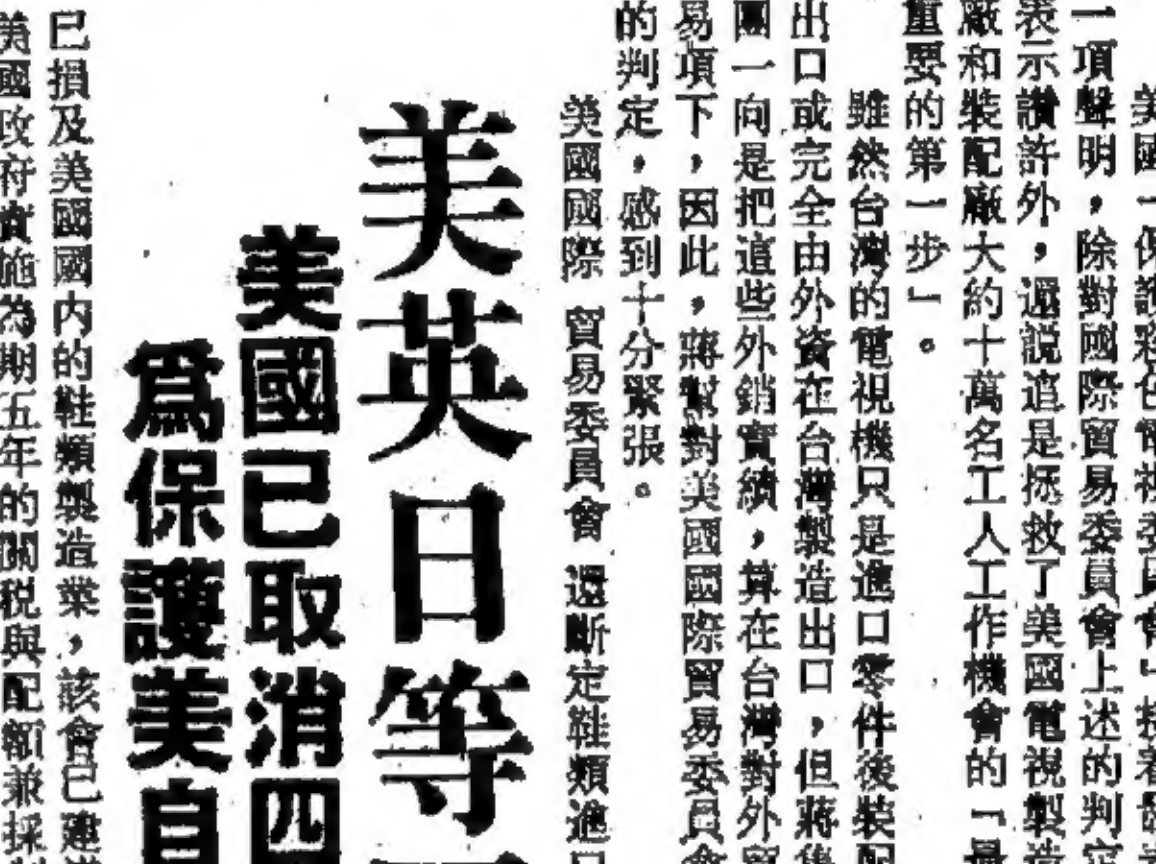 美國「保護彩色電視委員會」接着發表
一項聲明，除對國際貿易委員會上述的判定
表示讚許外，還説這是拯救了美國電視製造
廠和裝配廠大約十萬名工人工作機會的「最
重要的第一步」。
雖然台灣的電視機只是進口零件後裝配
出口或完全由外資在台灣製造出口，但蔣集
團一向是把這些外銷實績，算在台灣對外貿
易項下，因此，蔣幫對美國國際貿易委員會
的判定，感到十分緊張。
美國國際貿易委員會還斷定鞋類進口
美英日等
美國已取消四
爲保護美自
已損及美國國内的鞋類製造業，該會已建議
美國政府實施為期五年的關税與配額兼採